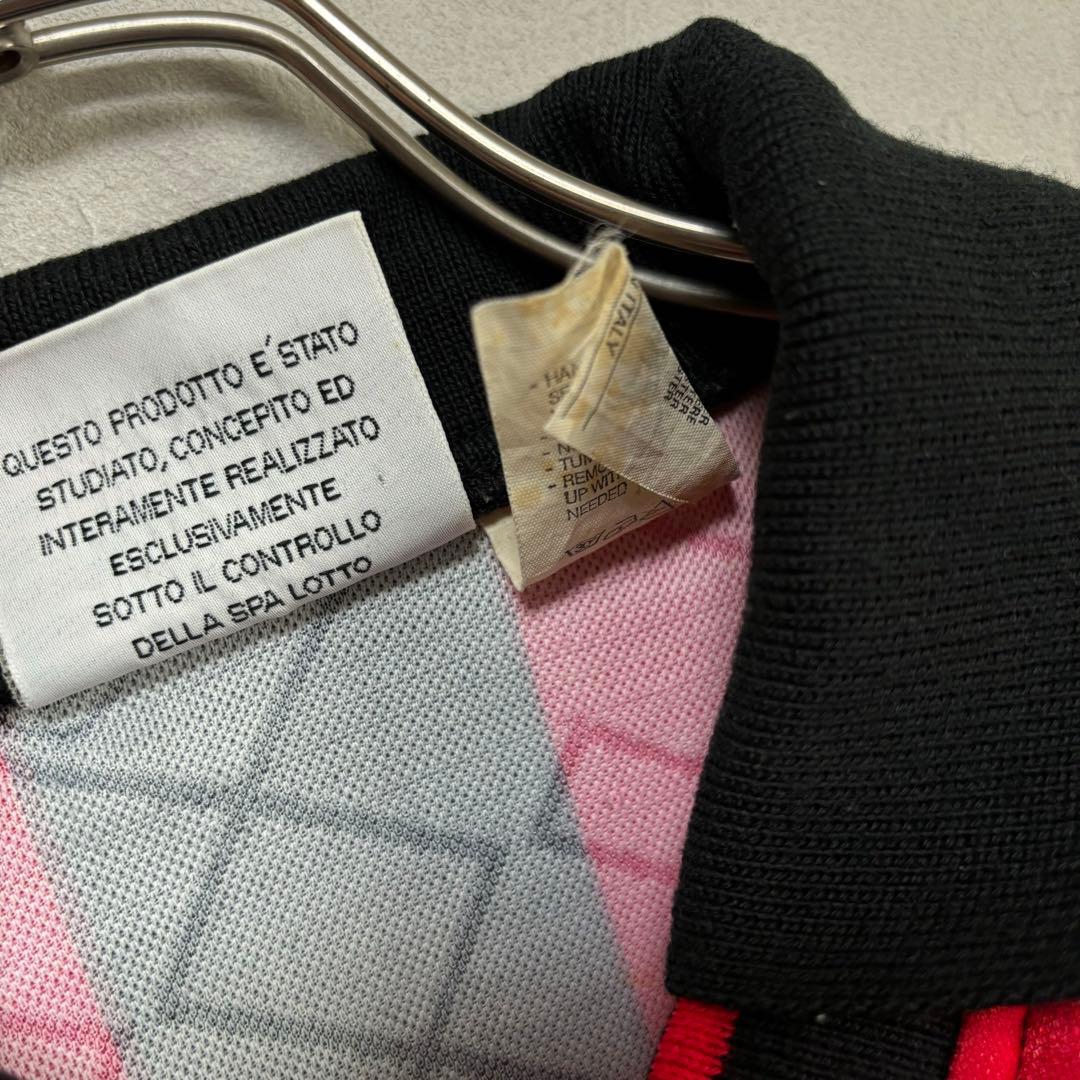 QUESTO PRODOTTO E´STATO
STUDIATO, CONCEPITO ED
INTERAMENTE REALIZZATO
ESCLUSIVAMENTE
SOTTO IL CONTROLLO
DELLA SPA LOTTO
ITALY
- REMO
UP WITH
NEEDED